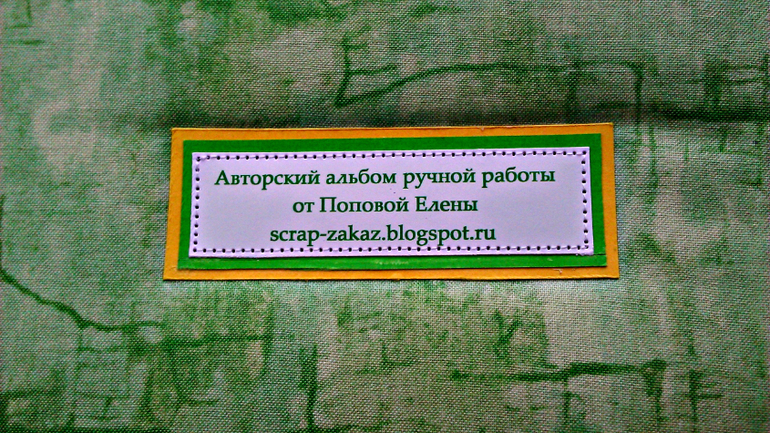 Авторский альбом ручной работы
от Поповой Елены
scrap-zakaz.blogspot.ru